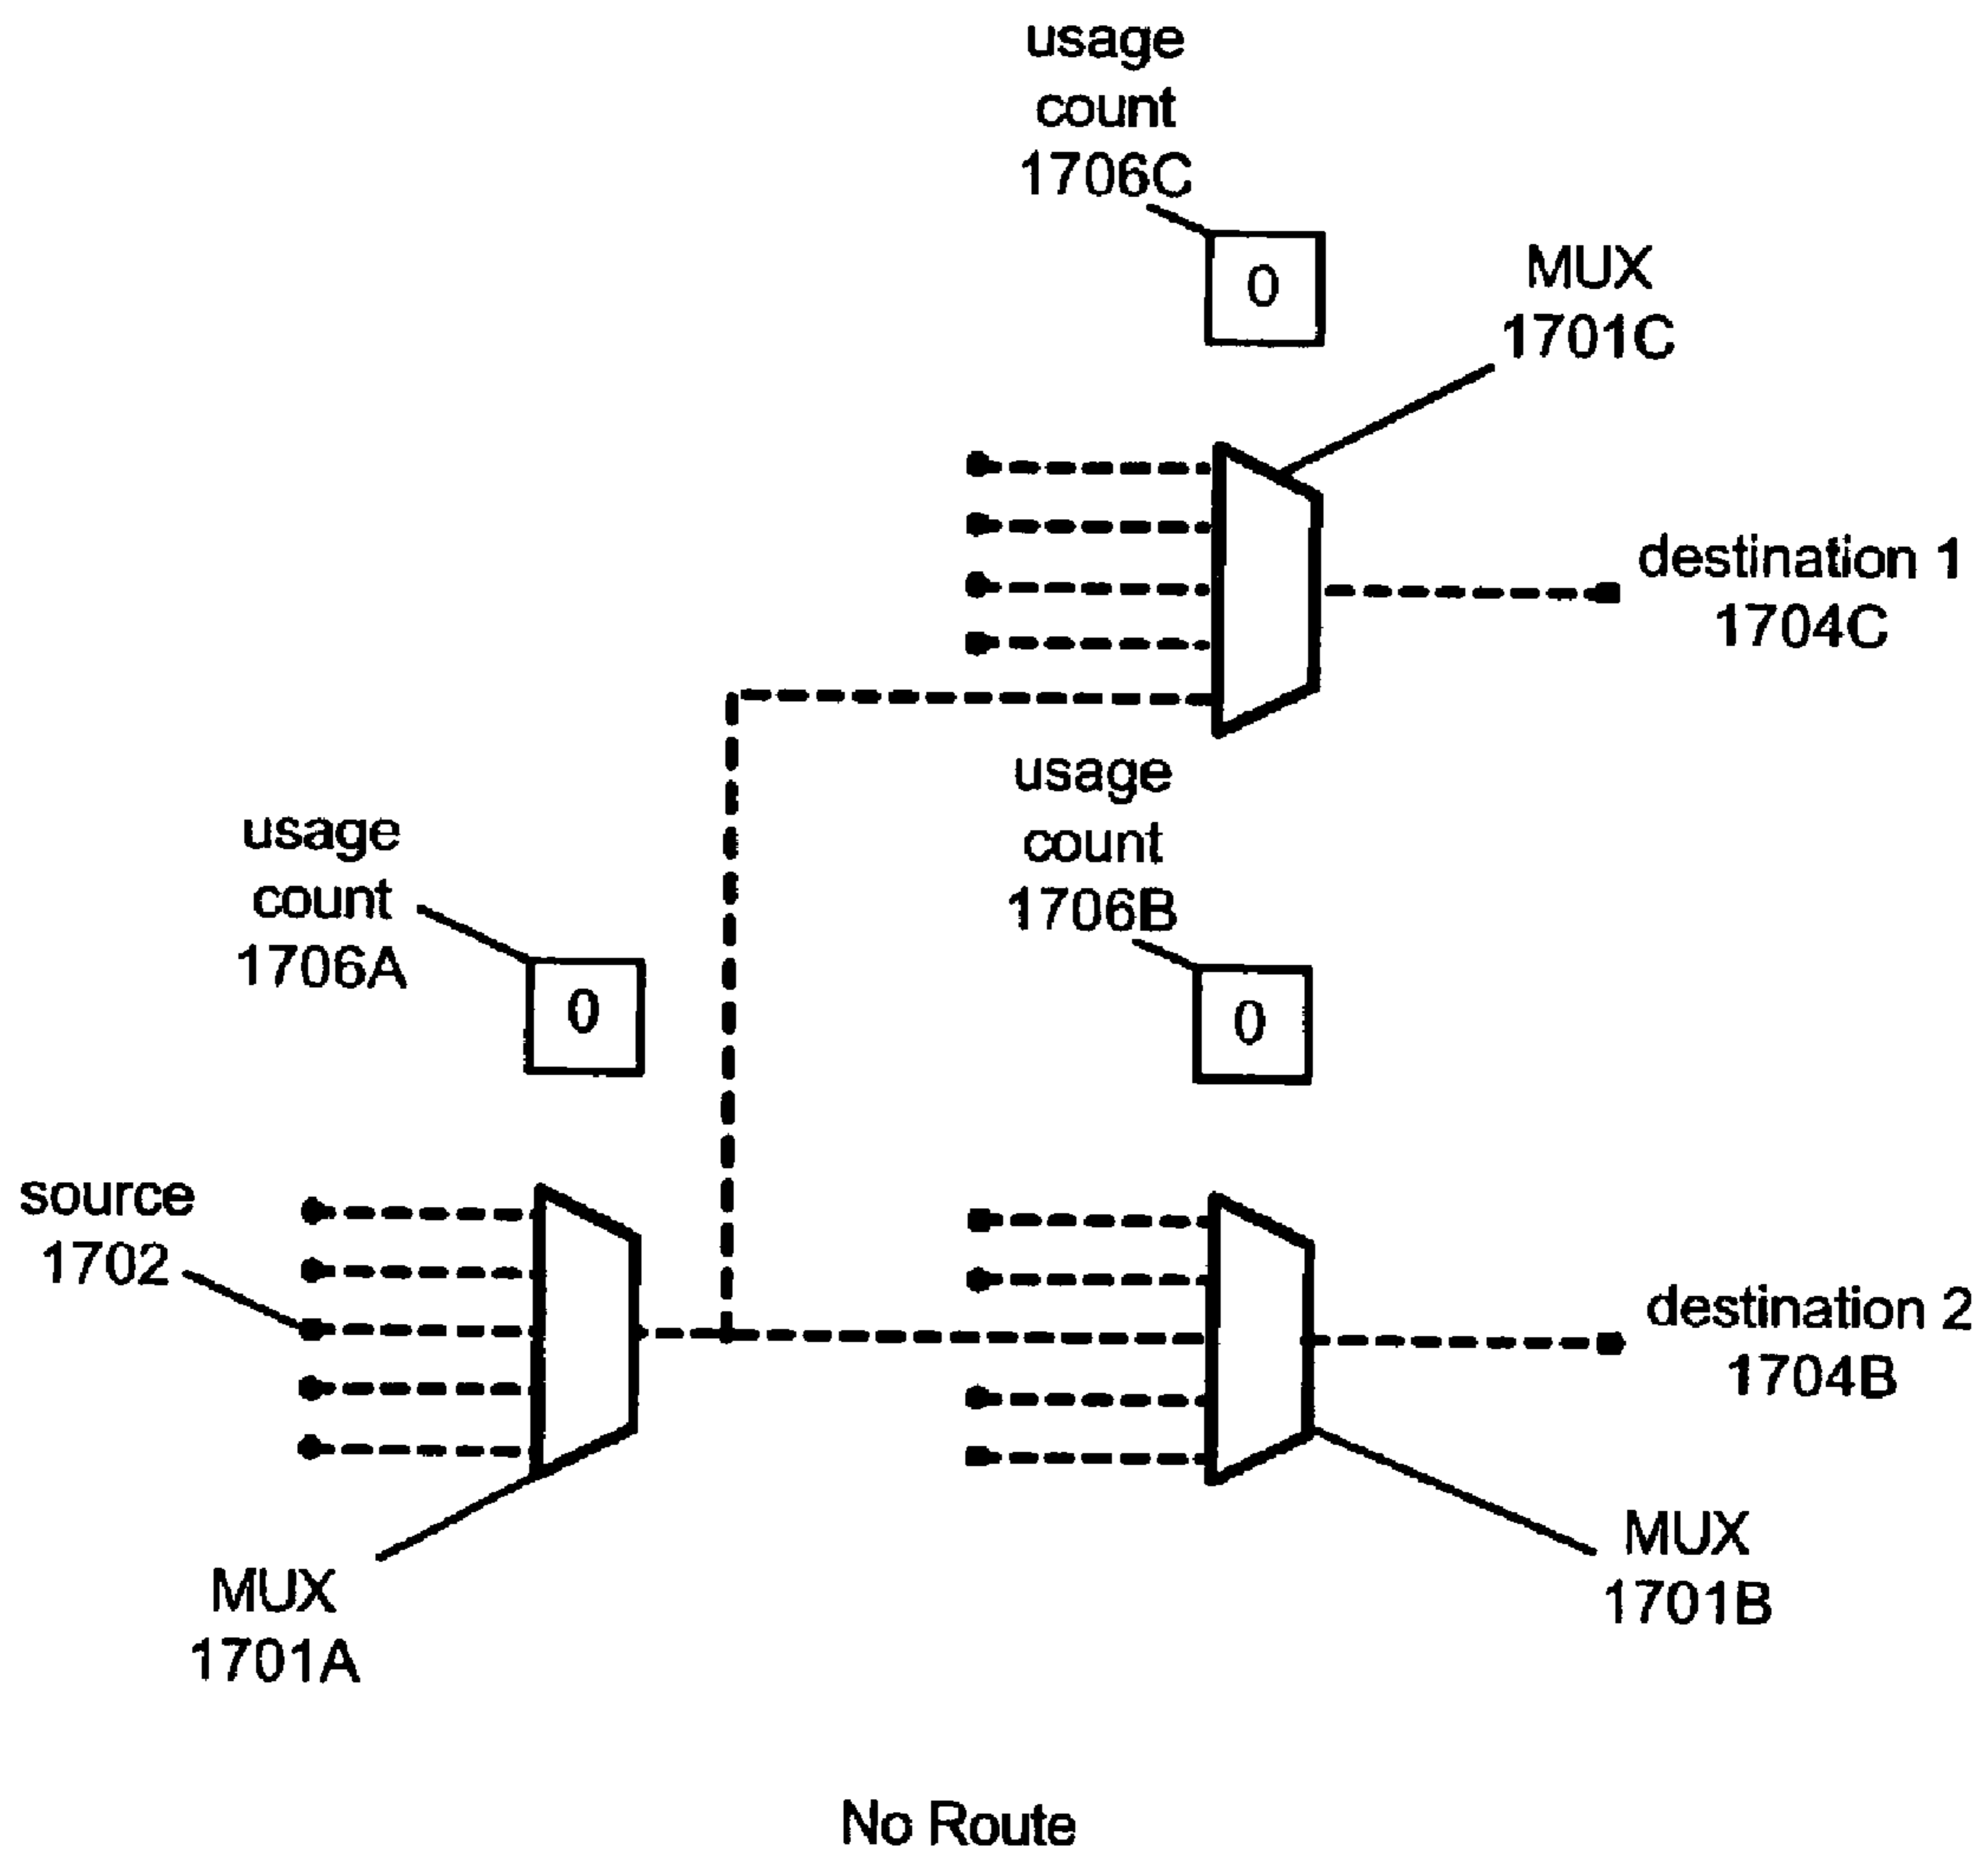 usage
count
1706C
0
MUX
1701C
destination 1
1704C
usage
count
1706B
0
usage
count
1706A
0
source
1702
destination 2
1704B
MUX
1701A
MUX
1701B
No Route